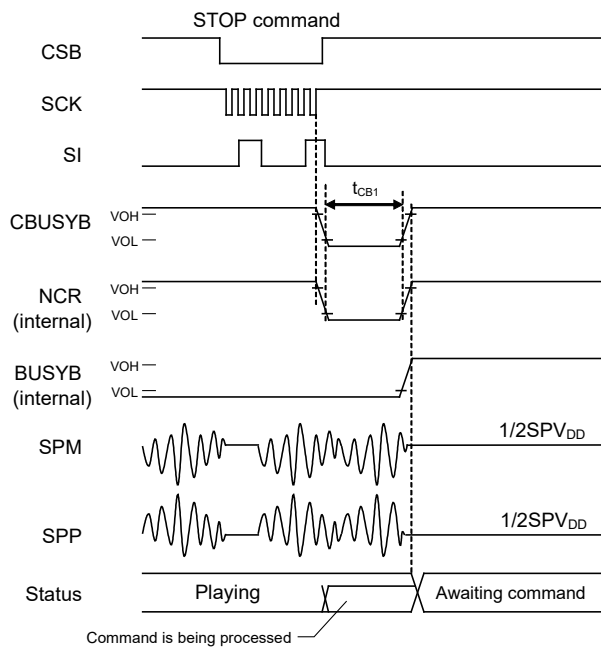 STOP command
CSB
SCK
SI
tCB1
CBUSYB
VOH
VOL
NCR
(internal)
VOH
VOL
BUSYB
(internal)
VOH
VOL
SPM
1/2SPVDD
SPP
1/2SPVDD
Status
Playing
Awaiting command
Command is being processed